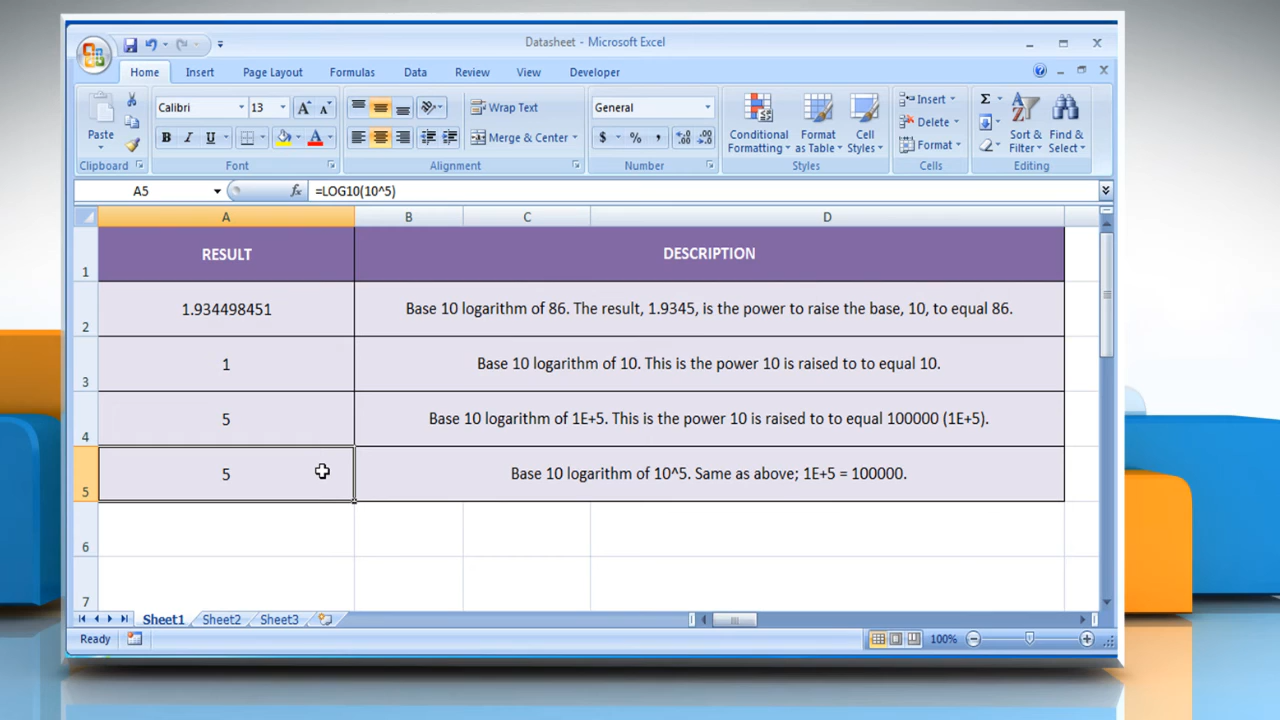 Datasheet - Microsoft Excel
Home Insert Page Layout Formulas Data Review View Developer
Paste
Clipboard
Calibri 13
B I U A
Font
Wrap Text
Merge & Center
Alignment
General
$ % ,
Number
Conditional Formatting
Format as Table
Cell Styles
Styles
Insert
Delete
Format
Cells
Σ
Sort & Filter
Find & Select
Editing
A5 fx =LOG10(10^5)
A B C D
1 RESULT DESCRIPTION
2 1.934498451 Base 10 logarithm of 86. The result, 1.9345, is the power to raise the base, 10, to equal 86.
3 1 Base 10 logarithm of 10. This is the power 10 is raised to to equal 10.
4 5 Base 10 logarithm of 1E+5. This is the power 10 is raised to to equal 100000 (1E+5).
5 5 Base 10 logarithm of 10^5. Same as above; 1E+5 = 100000.
6
7
Sheet1 Sheet2 Sheet3
Ready 100%